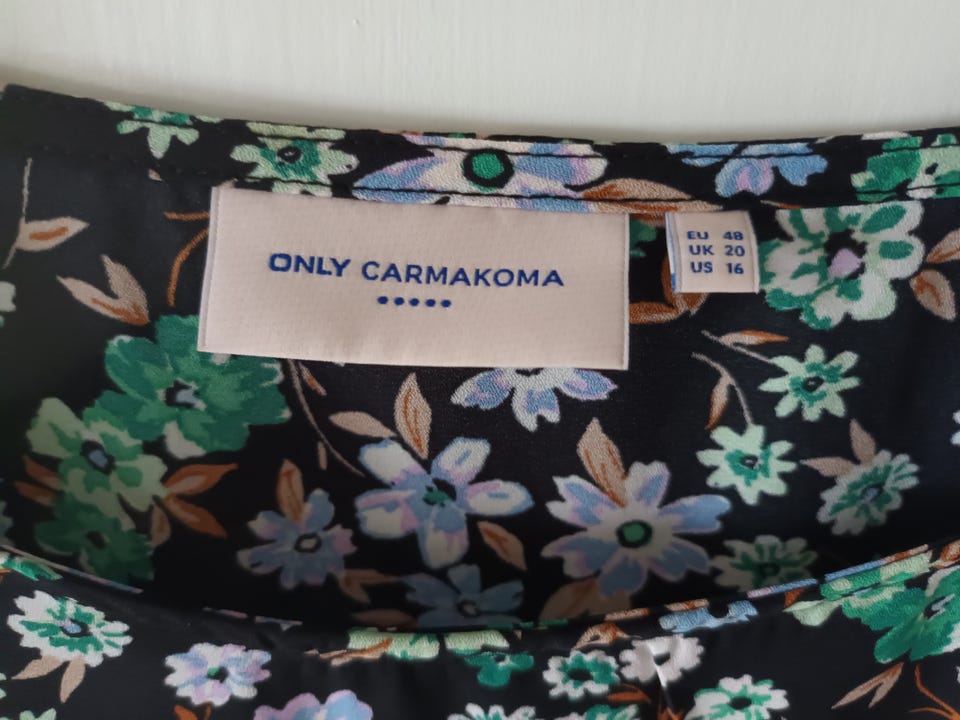 ONLY CARMAKOMA
EU 48
UK 20
US 16